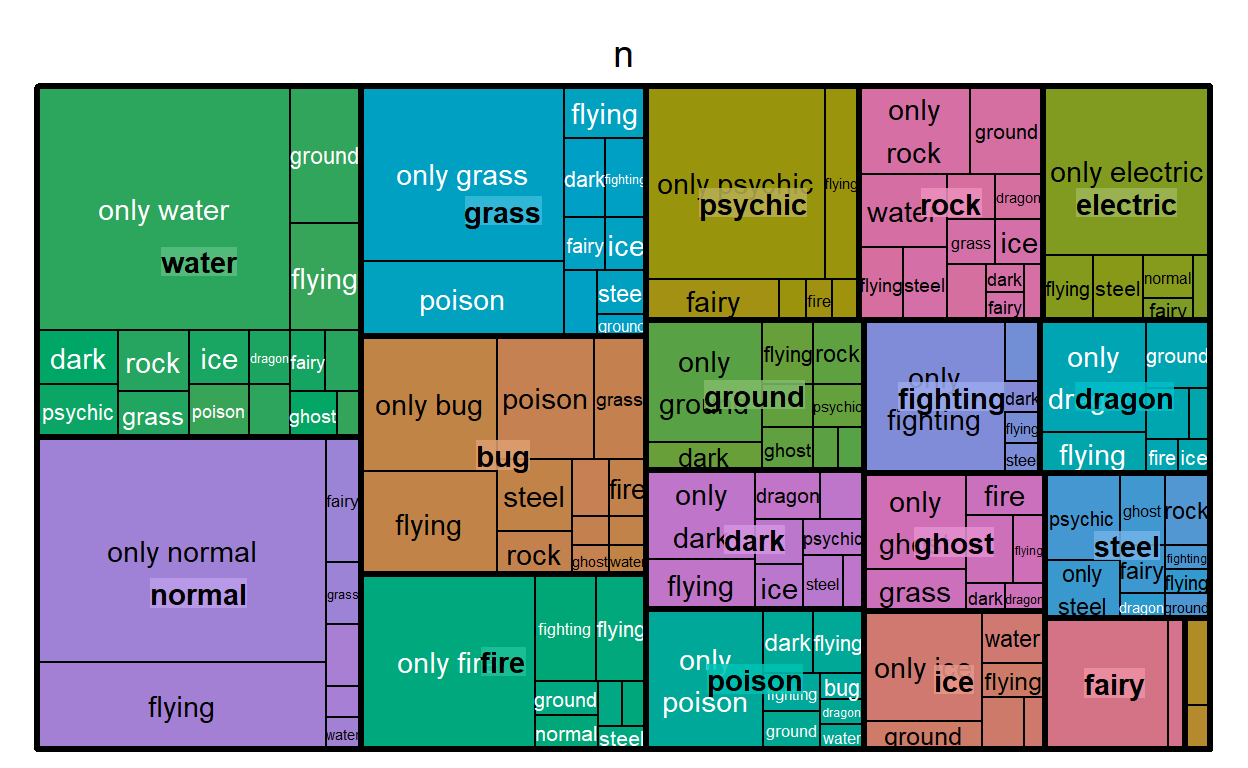 n
only water
ground
flying
water
dark
rock
ice
dragon
fairy
psychic
grass
poison
ghost
only normal
normal
fairy
grass
flying
water
only grass
grass
flying
dark
fighting
fairy
ice
poison
steel
ground
only bug
bug
poison
grass
flying
steel
fire
rock
ghost
water
only fire
fire
fighting
flying
ground
normal
steel
only psychic
psychic
flying
fairy
fire
only
rock
rock
ground
water
dragon
grass
ice
flying
steel
dark
fairy
only electric
electric
flying
steel
normal
fairy
only
ground
ground
flying
rock
psychic
dark
ghost
only
fighting
fighting
dark
flying
steel
only
dragon
dragon
ground
flying
fire
ice
only
dark
dark
dragon
psychic
flying
ice
steel
only
ghost
ghost
fire
flying
grass
dark
dragon
psychic
ghost
rock
steel
only
steel
fairy
fighting
flying
dragon
ground
only
poison
poison
dark
flying
fighting
bug
dragon
ground
water
only ice
ice
water
flying
ground
fairy